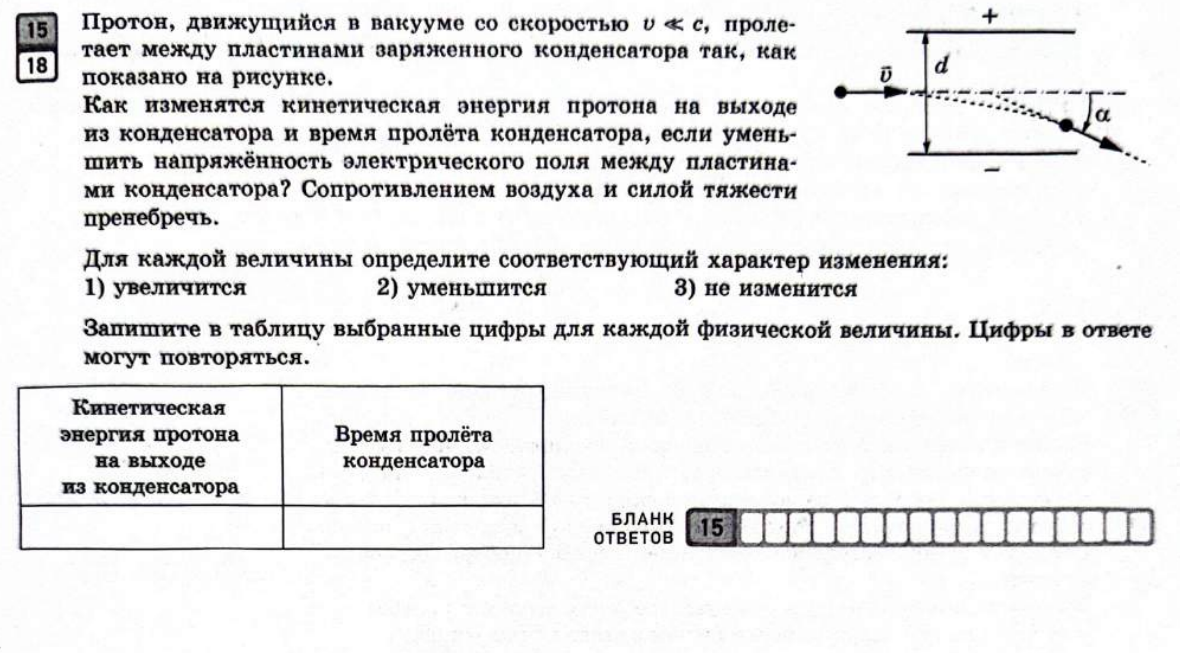 15
18
Протон, движущийся в вакууме со скоростью υ ≪ c, проле-
тает между пластинами заряженного конденсатора так, как
показано на рисунке.
Как изменятся кинетическая энергия протона на выходе
из конденсатора и время пролёта конденсатора, если умень-
шить напряжённость электрического поля между пластина-
ми конденсатора? Сопротивлением воздуха и силой тяжести
пренебречь.
+
d
υ⃗
α
−
Для каждой величины определите соответствующий характер изменения:
1) увеличится 2) уменьшится 3) не изменится
Запишите в таблицу выбранные цифры для каждой физической величины. Цифры в ответе
могут повторяться.
Кинетическая
энергия протона
на выходе
из конденсатора
Время пролёта
конденсатора
БЛАНК
ОТВЕТОВ
15